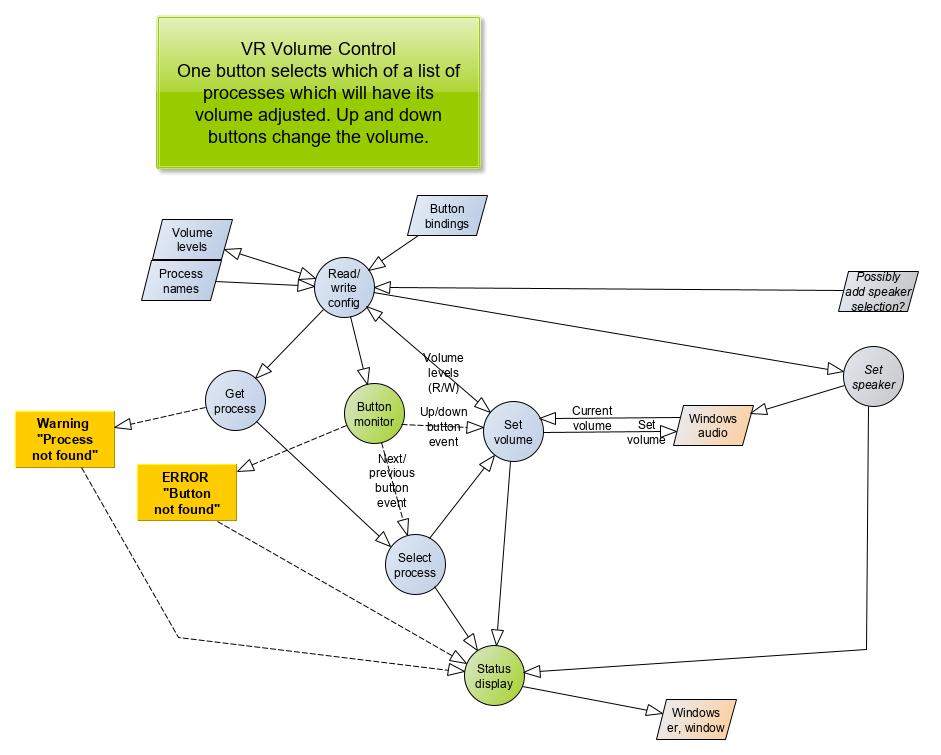 VR Volume Control
One button selects which of a list of
processes which will have its
volume adjusted. Up and down
buttons change the volume.
Button
bindings
Volume
levels
Process
names
Read/
write
config
Possibly
add speaker
selection?
Set
speaker
Get
process
Button
monitor
Volume
levels
(R/W)
Up/down
button
event
Set
volume
Current
volume
Set
volume
Windows
audio
Warning
"Process
not found"
ERROR
"Button
not found"
Next/
previous
button
event
Select
process
Status
display
Windows
er, window